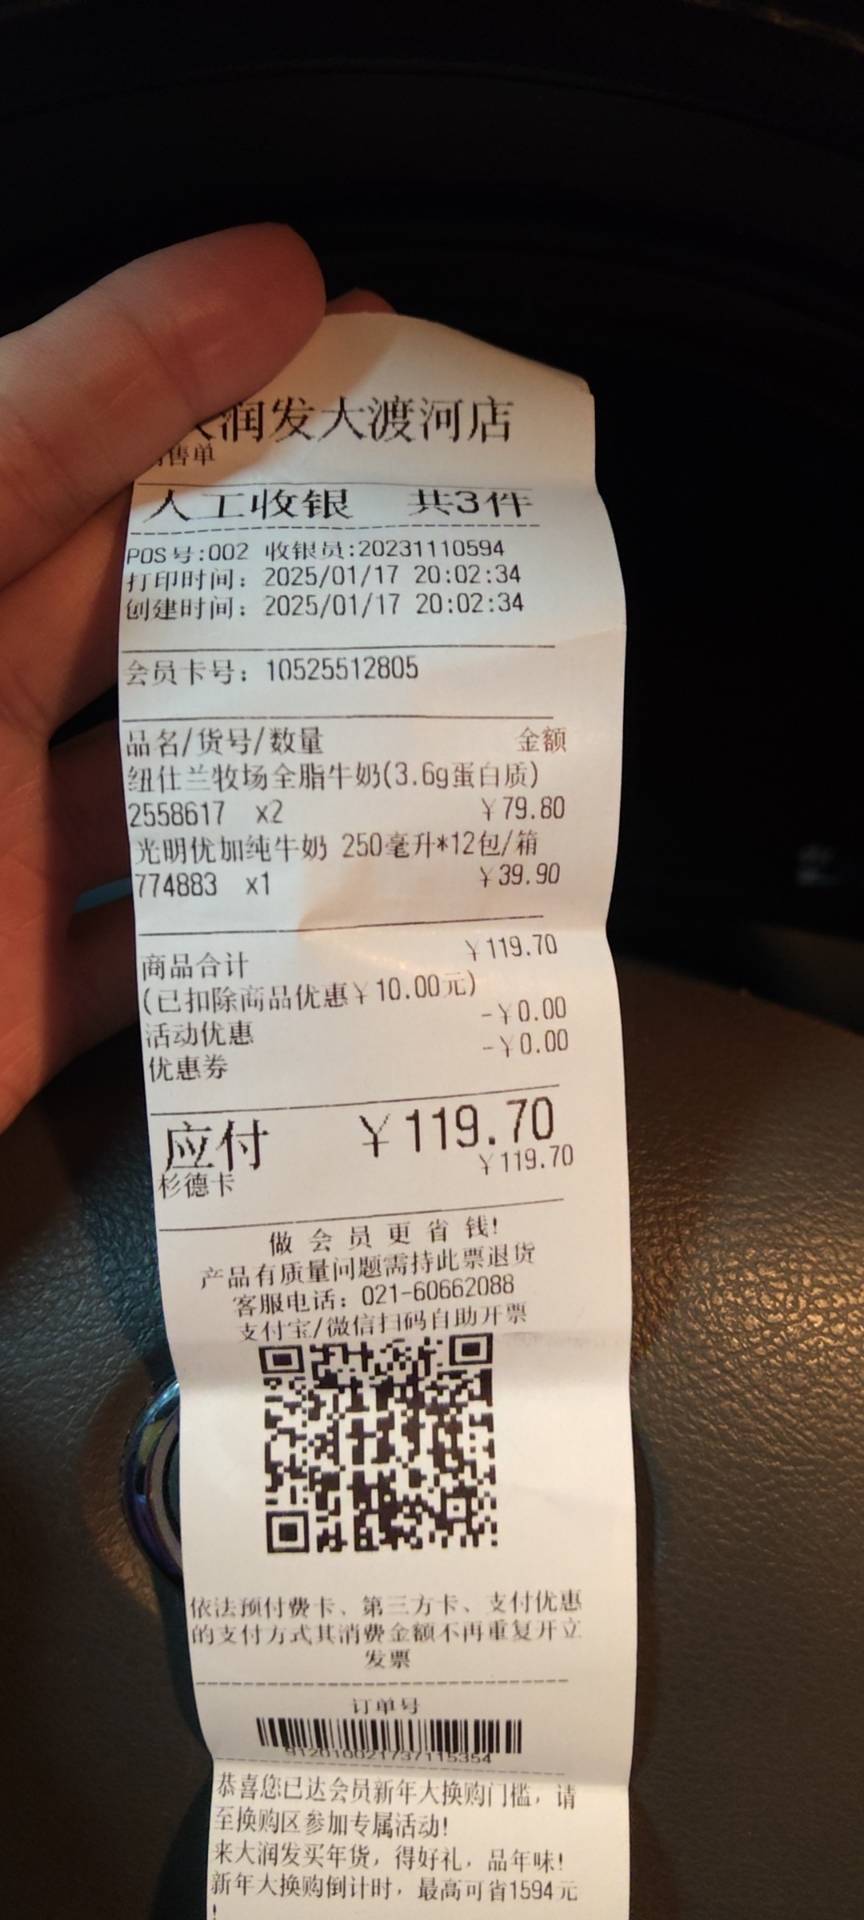 大润发大渡河店
销售单
人工收银 共3件
POS号:002 收银员:20231110594
打印时间: 2025/01/17 20:02:34
创建时间: 2025/01/17 20:02:34
会员卡号: 10525512805
品名/货号/数量 金额
纽仕兰牧场全脂牛奶(3.6g蛋白质)
2558617 x2 ￥79.80
光明优加纯牛奶 250毫升*12包/箱
774883 x1 ￥39.90
商品合计 ￥119.70
(已扣除商品优惠￥10.00元)
活动优惠 -￥0.00
优惠券 -￥0.00
应付 ￥119.70
杉德卡 ￥119.70
做会员更省钱!
产品有质量问题需持此票退货
客服电话: 021-60662088
支付宝/微信扫码自助开票
依法预付费卡、第三方卡、支付优惠
的支付方式其消费金额不再重复开立
发票
订单号
912010021737115354
恭喜您已达会员新年大换购门槛，请
至换购区参加专属活动!
来大润发买年货，得好礼，品年味!
新年大换购倒计时，最高可省1594元
!